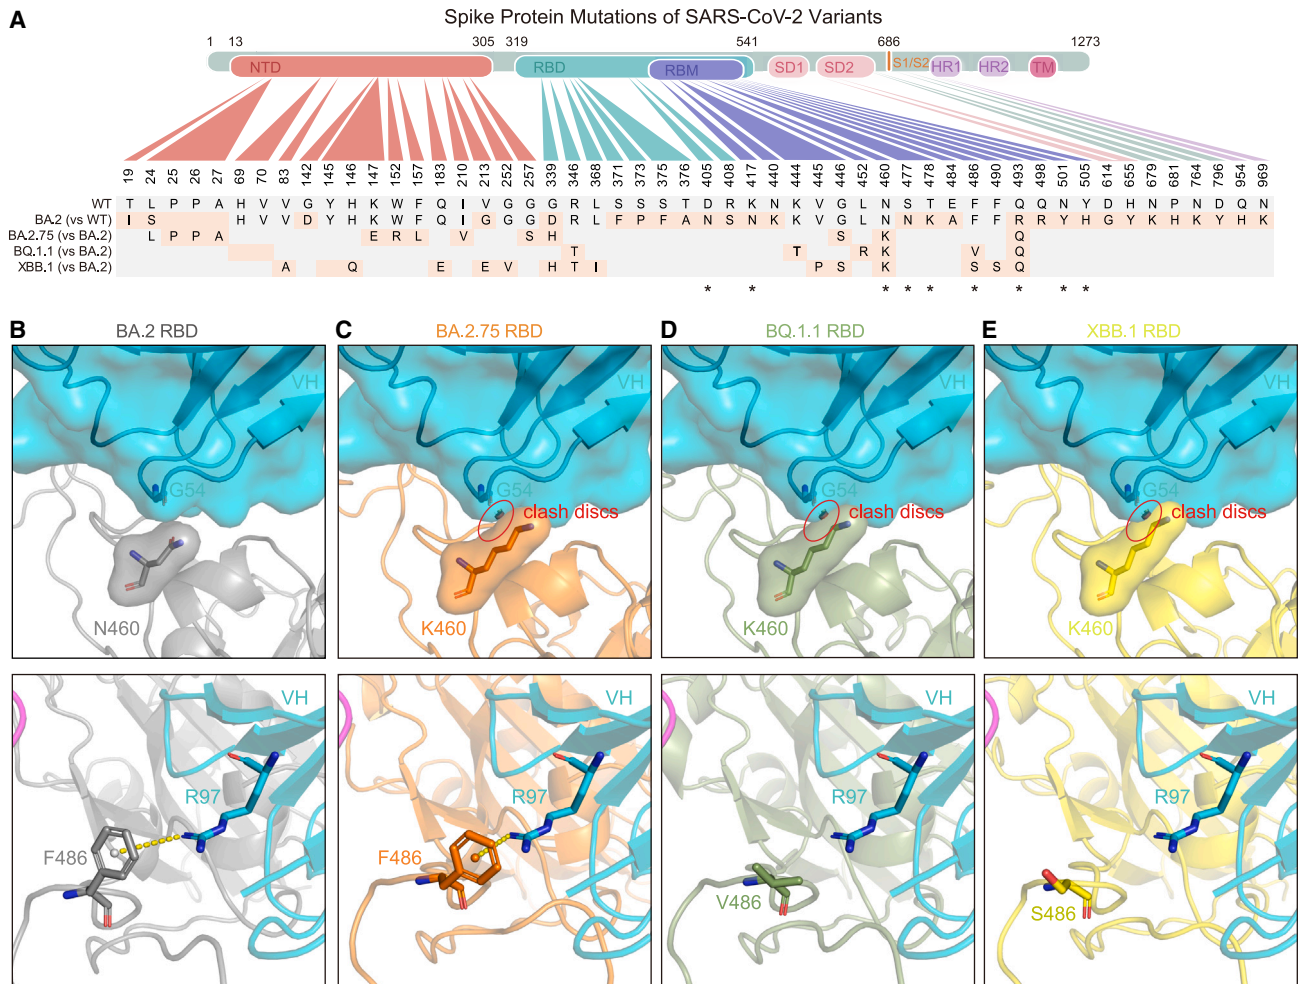 A
Spike Protein Mutations of SARS-CoV-2 Variants
1 13 305 319 541 686 1273
NTD RBD RBM SD1 SD2 S1/S2 HR1 HR2 TM
19 24 25 26 27 69 70 83 142 145 146 147 152 157 183 210 213 252 257 339 346 368 371 373 375 376 405 408 417 440 444 445 446 452 460 477 478 484 486 490 493 498 501 505 614 655 679 681 764 796 954 969
WT T L P P A H V V G Y H K W F Q I V G G G R L S S S T D R K N K V G L N S T E F F Q Q N Y D H N P N D Q N
BA.2 (vs WT) I S H V V D Y H K W F Q I G G G D R L F P F A N S N K K V G L N N K A F F R R Y H G Y K H K Y H K
BA.2.75 (vs BA.2) L P P A E R L V S H S K Q
BQ.1.1 (vs BA.2) T T R K V Q
XBB.1 (vs BA.2) A Q E E V H T I P S K S S Q
* * * * * * * * *
B BA.2 RBD C BA.2.75 RBD D BQ.1.1 RBD E XBB.1 RBD
VH VH VH VH
G54 G54 G54 G54
clash discs clash discs clash discs
N460 K460 K460 K460
VH VH VH VH
R97 R97 R97 R97
F486 F486 V486 S486